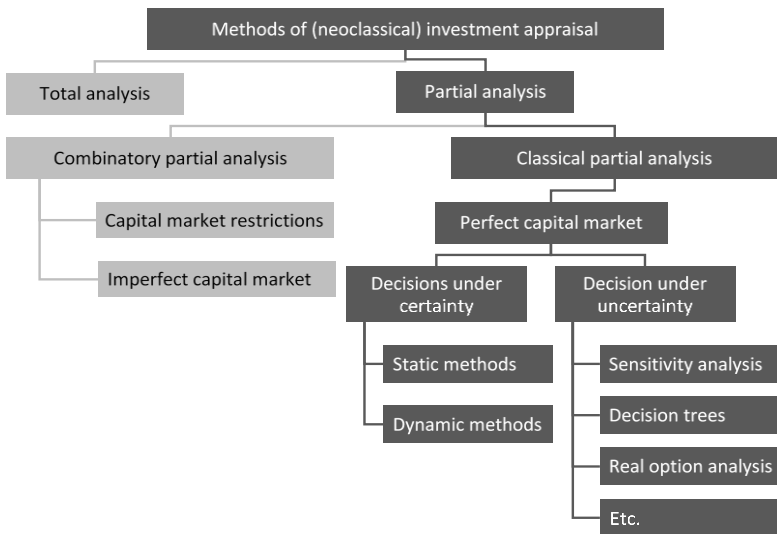 Methods of (neoclassical) investment appraisal
Total analysis
Partial analysis
Combinatory partial analysis
Classical partial analysis
Capital market restrictions
Perfect capital market
Imperfect capital market
Decisions under
certainty
Decision under
uncertainty
Static methods
Sensitivity analysis
Dynamic methods
Decision trees
Real option analysis
Etc.